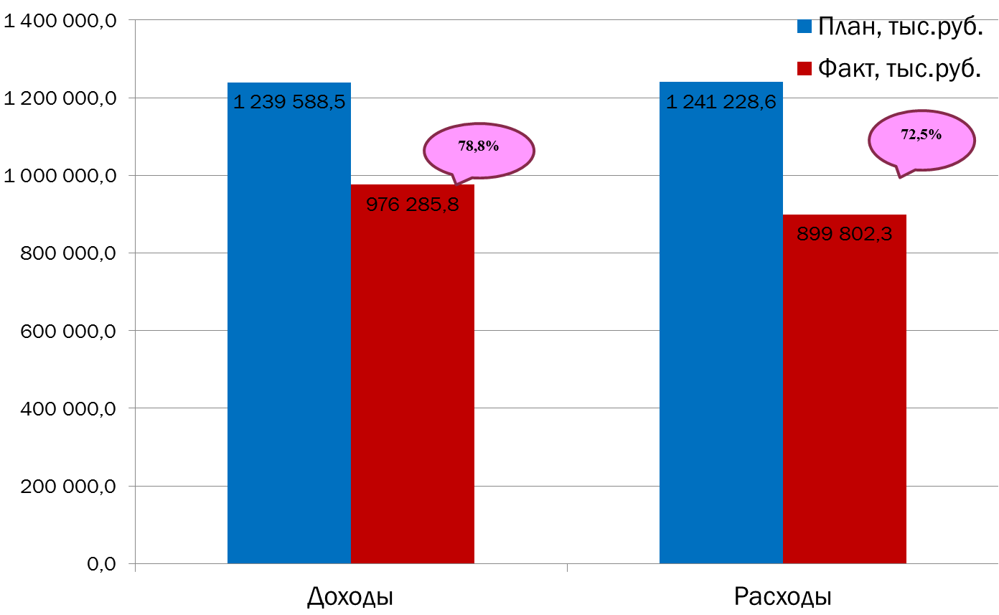 1 400 000,0
1 200 000,0
1 000 000,0
800 000,0
600 000,0
400 000,0
200 000,0
0,0
План, тыс.руб.
Факт, тыс.руб.
1 239 588,5
976 285,8
78,8%
1 241 228,6
899 802,3
72,5%
Доходы
Расходы